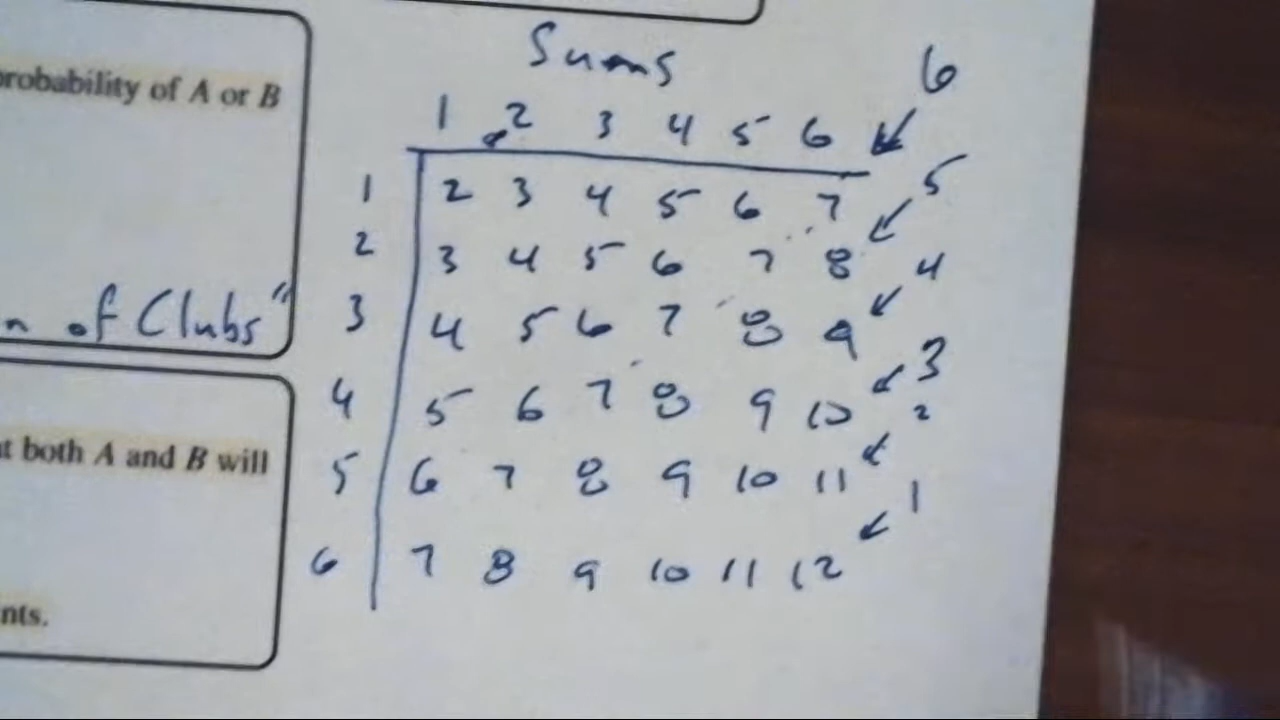 probability of A or B
n of Clubs"
t both A and B will
nts.
Sums
6
1 2 3 4 5 6
5
1 2 3 4 5 6 7
2 3 4 5 6 7 8 4
3 4 5 6 7 8 9
3
4 5 6 7 8 9 10 2
5 6 7 8 9 10 11 1
6 7 8 9 10 11 12